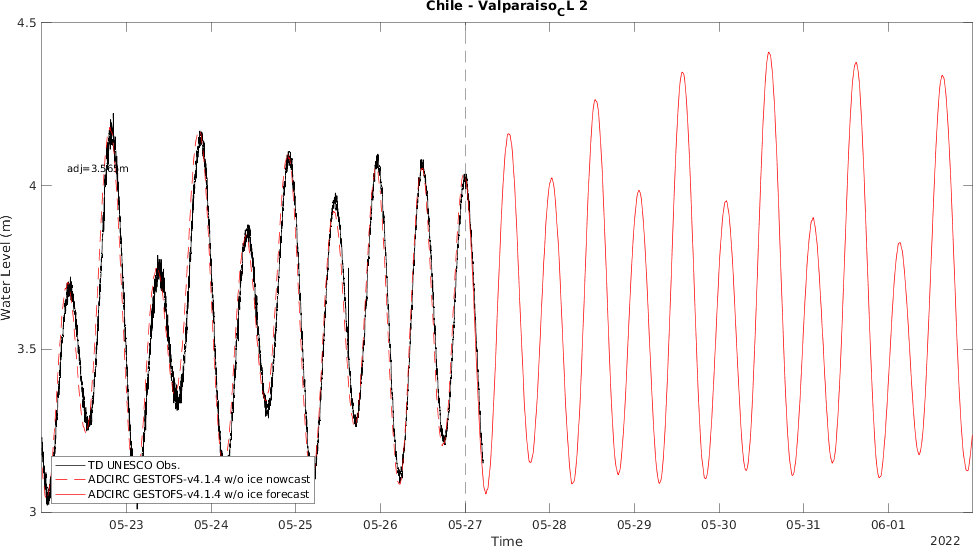 Chile - ValparaisoCL 2
4.5
adj=3.565m
4
Water Level (m)
3.5
TD UNESCO Obs.
ADCIRC GESTOFS-v4.1.4 w/o ice nowcast
ADCIRC GESTOFS-v4.1.4 w/o ice forecast
3
05-23 05-24 05-25 05-26 05-27 05-28 05-29 05-30 05-31 06-01
Time
2022